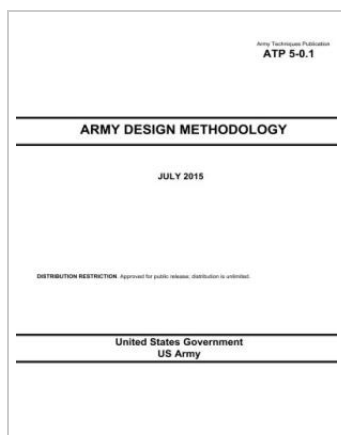 Army Techniques Publication
ATP 5-0.1
ARMY DESIGN METHODOLOGY
JULY 2015
DISTRIBUTION RESTRICTION. Approved for public release; distribution is unlimited.
United States Government
US Army